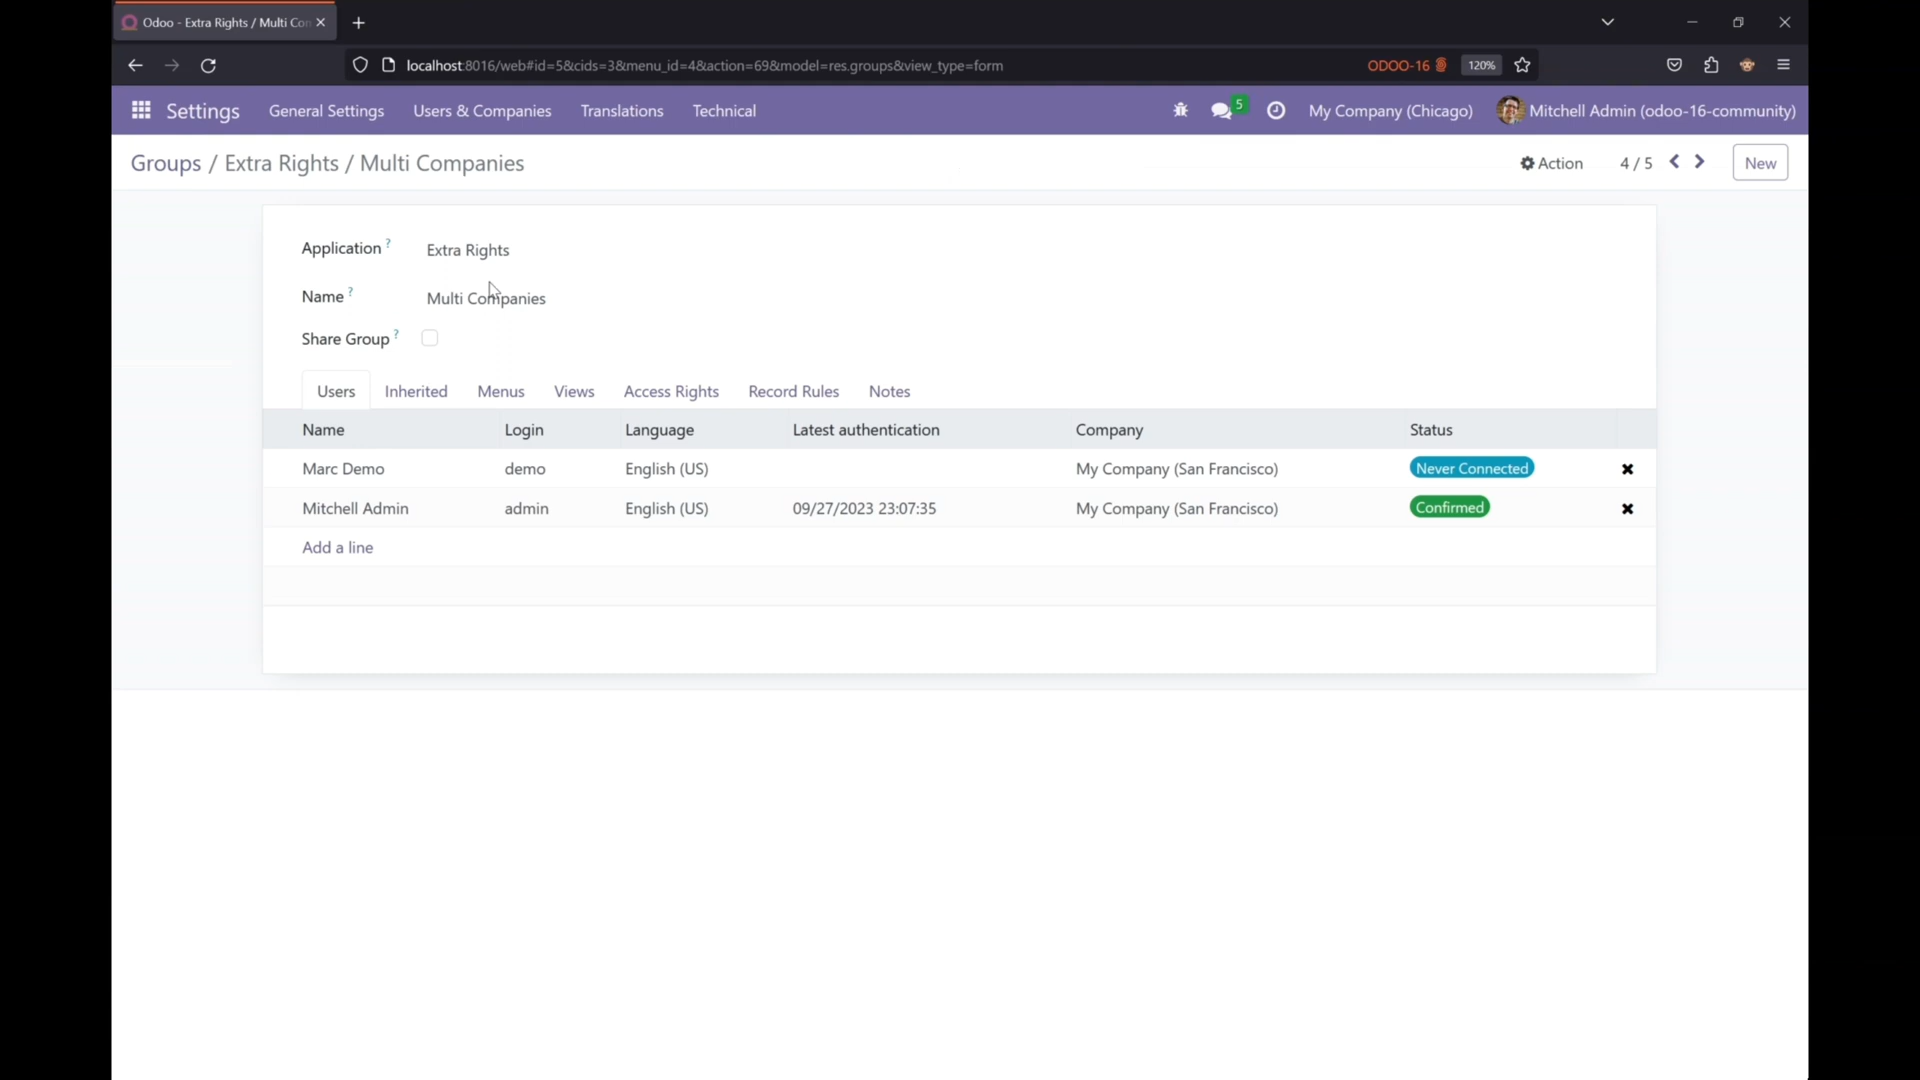 Odoo - Extra Rights / Multi Con
localhost:8016/web#id=5&cids=3&menu_id=4&action=69&model=res.groups&view_type=form
ODOO-16
120%
Settings
General Settings
Users & Companies
Translations
Technical
5
My Company (Chicago)
Mitchell Admin (odoo-16-community)
Groups / Extra Rights / Multi Companies
Action
4 / 5
New
Application ?
Extra Rights
Name ?
Multi Companies
Share Group ?
Users
Inherited
Menus
Views
Access Rights
Record Rules
Notes
Name
Login
Language
Latest authentication
Company
Status
Marc Demo
demo
English (US)
My Company (San Francisco)
Never Connected
Mitchell Admin
admin
English (US)
09/27/2023 23:07:35
My Company (San Francisco)
Confirmed
Add a line